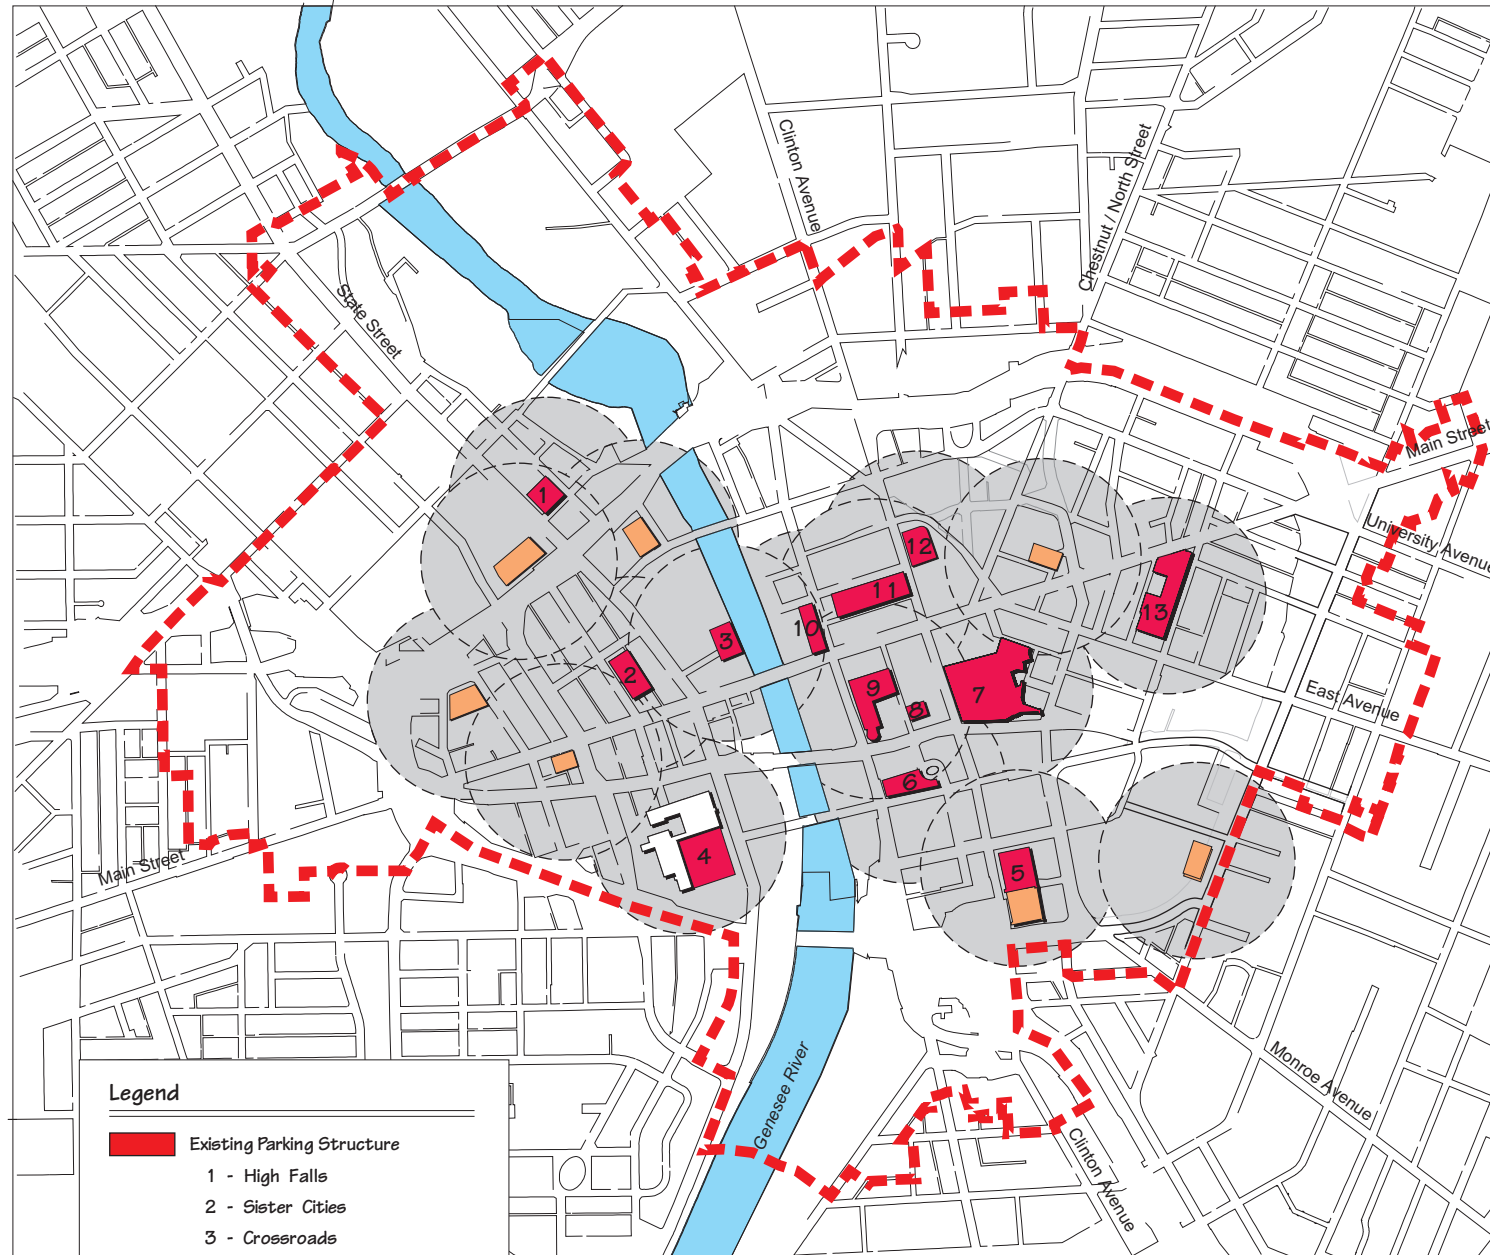 Clinton Avenue
Chestnut / North Street
State Street
Main Street
University Avenue
East Avenue
1
2
3
4
5
6
7
8
9
10
11
12
13
Main Street
Monroe Avenue
Genesee River
Clinton Avenue
Legend
Existing Parking Structure
1 - High Falls
2 - Sister Cities
3 - Crossroads